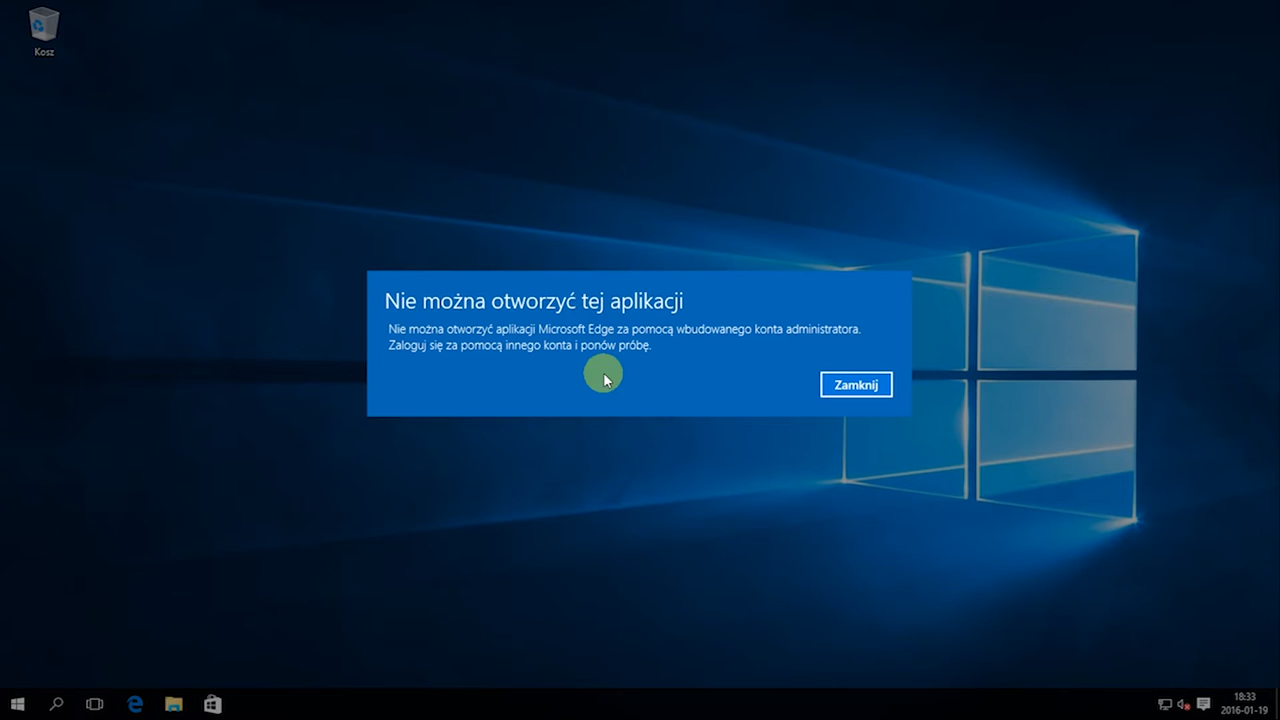 Kosz
Nie można otworzyć tej aplikacji
Nie można otworzyć aplikacji Microsoft Edge za pomocą wbudowanego konta administratora.
Zaloguj się za pomocą innego konta i ponów próbę.
Zamknij
18:33
2016-01-19